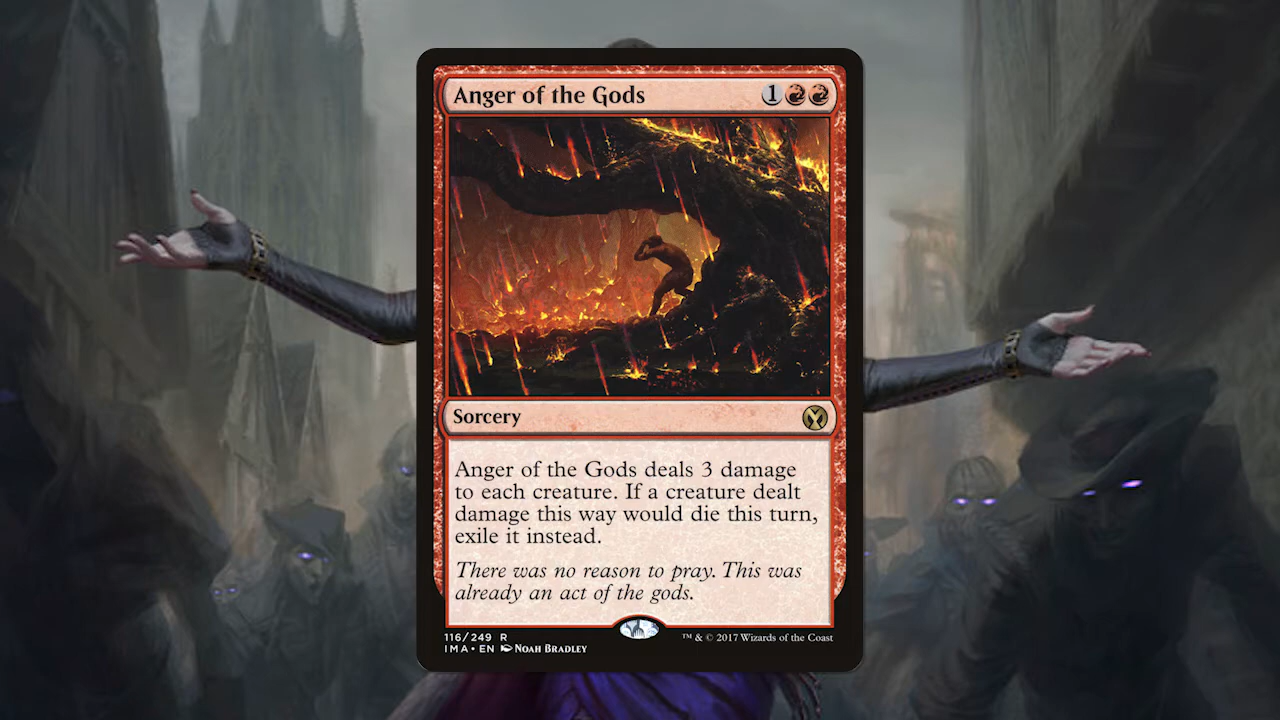 Anger of the Gods 1
Sorcery
Anger of the Gods deals 3 damage
to each creature. If a creature dealt
damage this way would die this turn,
exile it instead.
There was no reason to pray. This was
already an act of the gods.
116/249 R
IMA • EN Noah Bradley
™ & © 2017 Wizards of the Coast